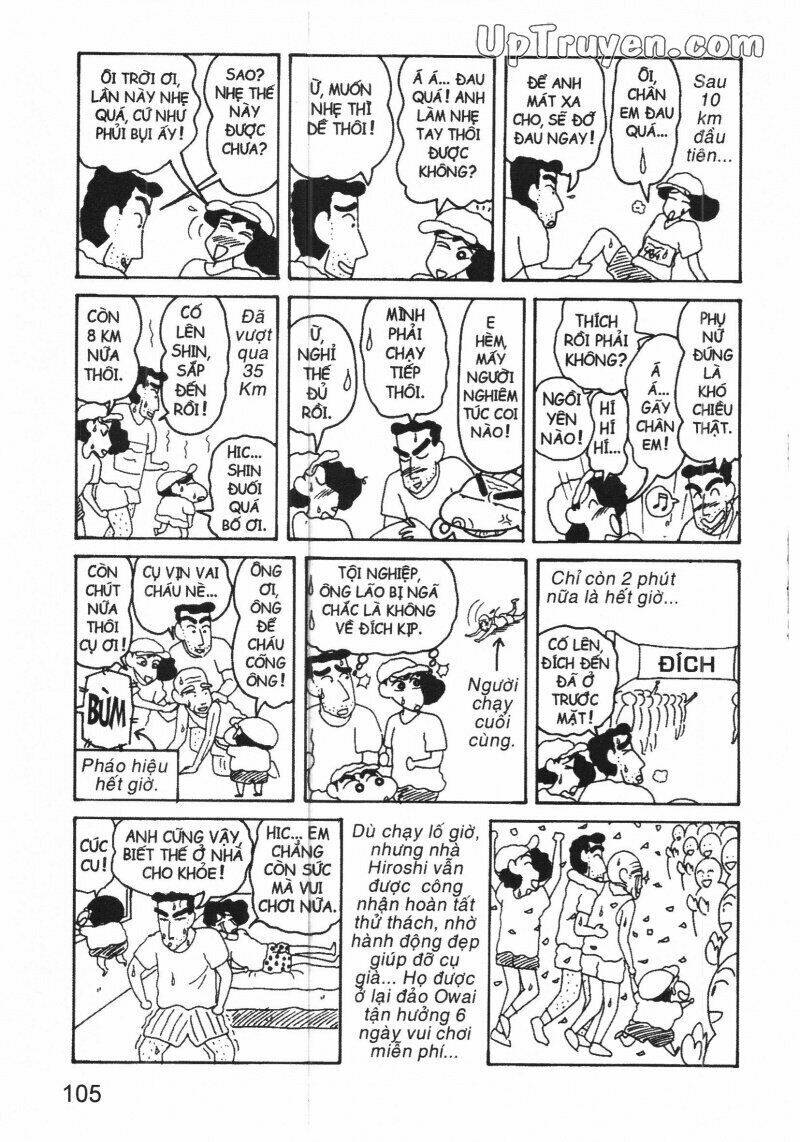 UpTruyen.com
Sau
10
km
đầu
tiên...
ÔI,
CHÂN
EM ĐAU
QUÁ...
ĐỂ ANH
MÁT XA
CHO, SẼ ĐỠ
ĐAU NGAY!
Á Á... ĐAU
QUÁ! ANH
LÀM NHẸ
TAY THÔI
ĐƯỢC
KHÔNG?
Ừ, MUỐN
NHẸ THÌ
DỄ THÔI!
SAO?
NHẸ THẾ
NÀY
ĐƯỢC
CHƯA?
ÔI TRỜI ƠI,
LẦN NÀY NHẸ
QUÁ, CỨ NHƯ
PHỦI BỤI ẤY!
PHỤ
NỮ
ĐÚNG
LÀ
KHÓ
CHIỀU
THẬT.
THÍCH
RỒI PHẢI
KHÔNG?
Á
Á...
GÃY
CHÂN
EM!
HÍ
HÍ
HÍ...
NGỒI
YÊN
NÀO!
E
HÈM,
MẤY
NGƯỜI
NGHIÊM
TÚC COI
NÀO!
MÌNH
PHẢI
CHẠY
TIẾP
THÔI.
Ừ,
NGHỈ
THẾ
ĐỦ
RỒI.
Đã
vượt
qua
35
Km
CỐ
LÊN
SHIN,
SẮP
ĐẾN
RỒI!
CÒN
8 KM
NỮA
THÔI.
HIC...
SHIN
ĐUỐI
QUÁ
BỐ ƠI.
Chỉ còn 2 phút
nữa là hết giờ...
ĐÍCH
CỐ LÊN,
ĐÍCH ĐẾN
ĐÃ Ở
TRƯỚC
MẶT!
TỘI NGHIỆP,
ÔNG LÃO BỊ NGÃ
CHẮC LÀ KHÔNG
VỀ ĐÍCH KỊP.
Người
chạy
cuối
cùng.
ÔNG
ƠI,
ÔNG
ĐỂ
CHÁU
CÕNG
ÔNG!
CỤ VỊN VAI
CHÁU NÈ...
CÒN
CHÚT
NỮA
THÔI
CỤ ƠI!
BÙM
Pháo hiệu
hết giờ.
Dù chạy lố giờ,
nhưng nhà
Hiroshi vẫn
được công
nhận hoàn tất
thử thách, nhờ
hành động đẹp
giúp đỡ cụ
già... Họ được
ở lại đảo Owai
tận hưởng 6
ngày vui chơi
miễn phí...
HIC... EM
CHẲNG
CÒN SỨC
MÀ VUI
CHƠI NỮA.
ANH CŨNG VẬY,
BIẾT THẾ Ở NHÀ
CHO KHỎE!
CÚC
CU!
105